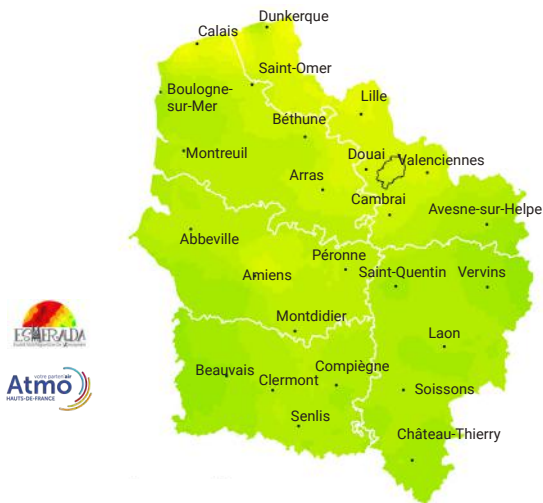 Dunkerque
Calais
Saint-Omer
Boulogne-
sur-Mer
Lille
Béthune
Montreuil
Douai
Valenciennes
Arras
Cambrai
Avesne-sur-Helpe
Abbeville
Péronne
Amiens
Saint-Quentin
Vervins
Montdidier
Laon
ESMERALDA
votre partenair
Atmo
HAUTS-DE-FRANCE
Beauvais
Compiègne
Clermont
Soissons
Senlis
Château-Thierry